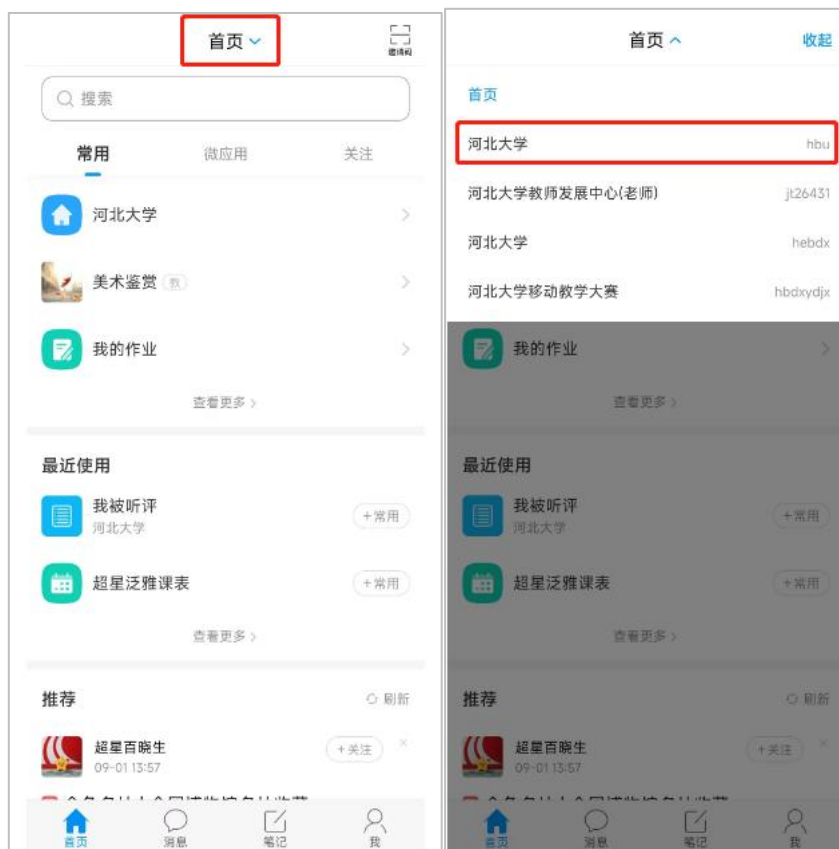 首页
邀请码
搜索
常用 微应用 关注
河北大学
美术鉴赏 教
我的作业
查看更多
最近使用
我被听评
河北大学
+常用
超星泛雅课表
+常用
查看更多
推荐
刷新
超星百晓生
09-01 13:57
+关注
首页 消息 笔记 我
首页 收起
首页
河北大学 hbu
河北大学教师发展中心(老师) jt26431
河北大学 hebdx
河北大学移动教学大赛 hbdxydjx
我的作业
查看更多
最近使用
我被听评
河北大学
+常用
超星泛雅课表
+常用
查看更多
推荐
刷新
超星百晓生
09-01 13:57
+关注
首页 消息 笔记 我